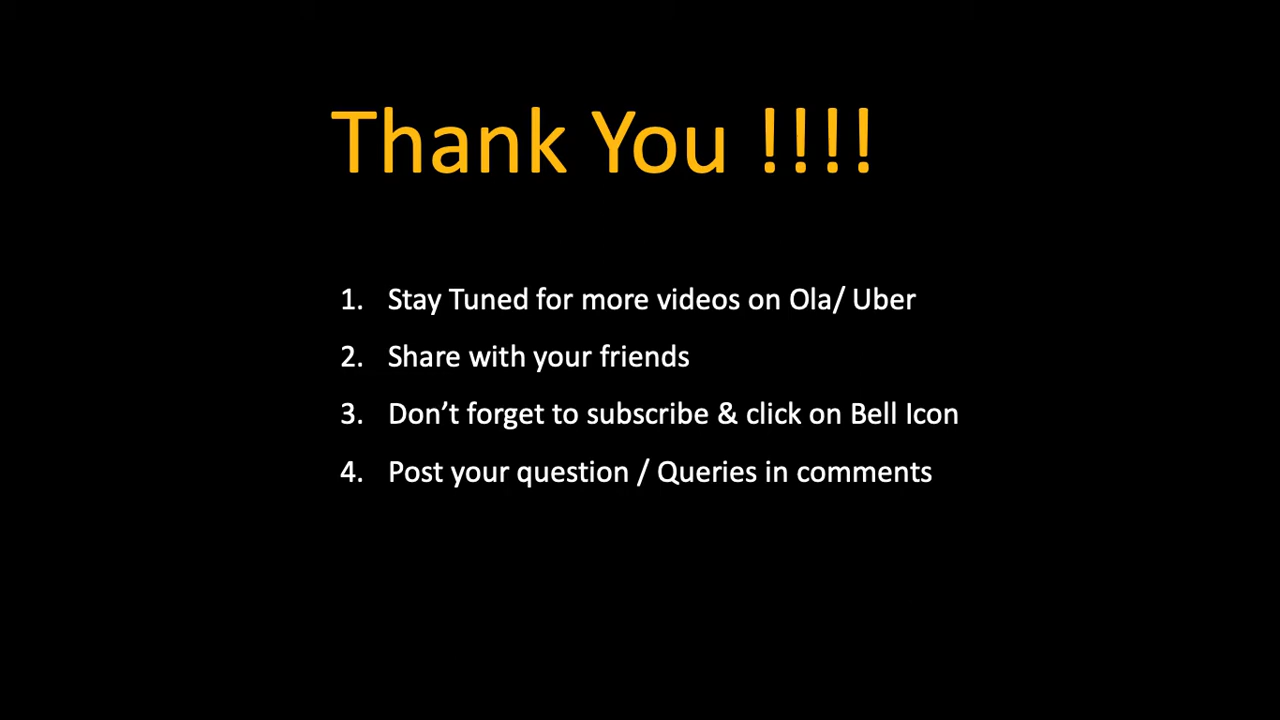 Thank You !!!!
1. Stay Tuned for more videos on Ola/ Uber
2. Share with your friends
3. Don’t forget to subscribe & click on Bell Icon
4. Post your question / Queries in comments